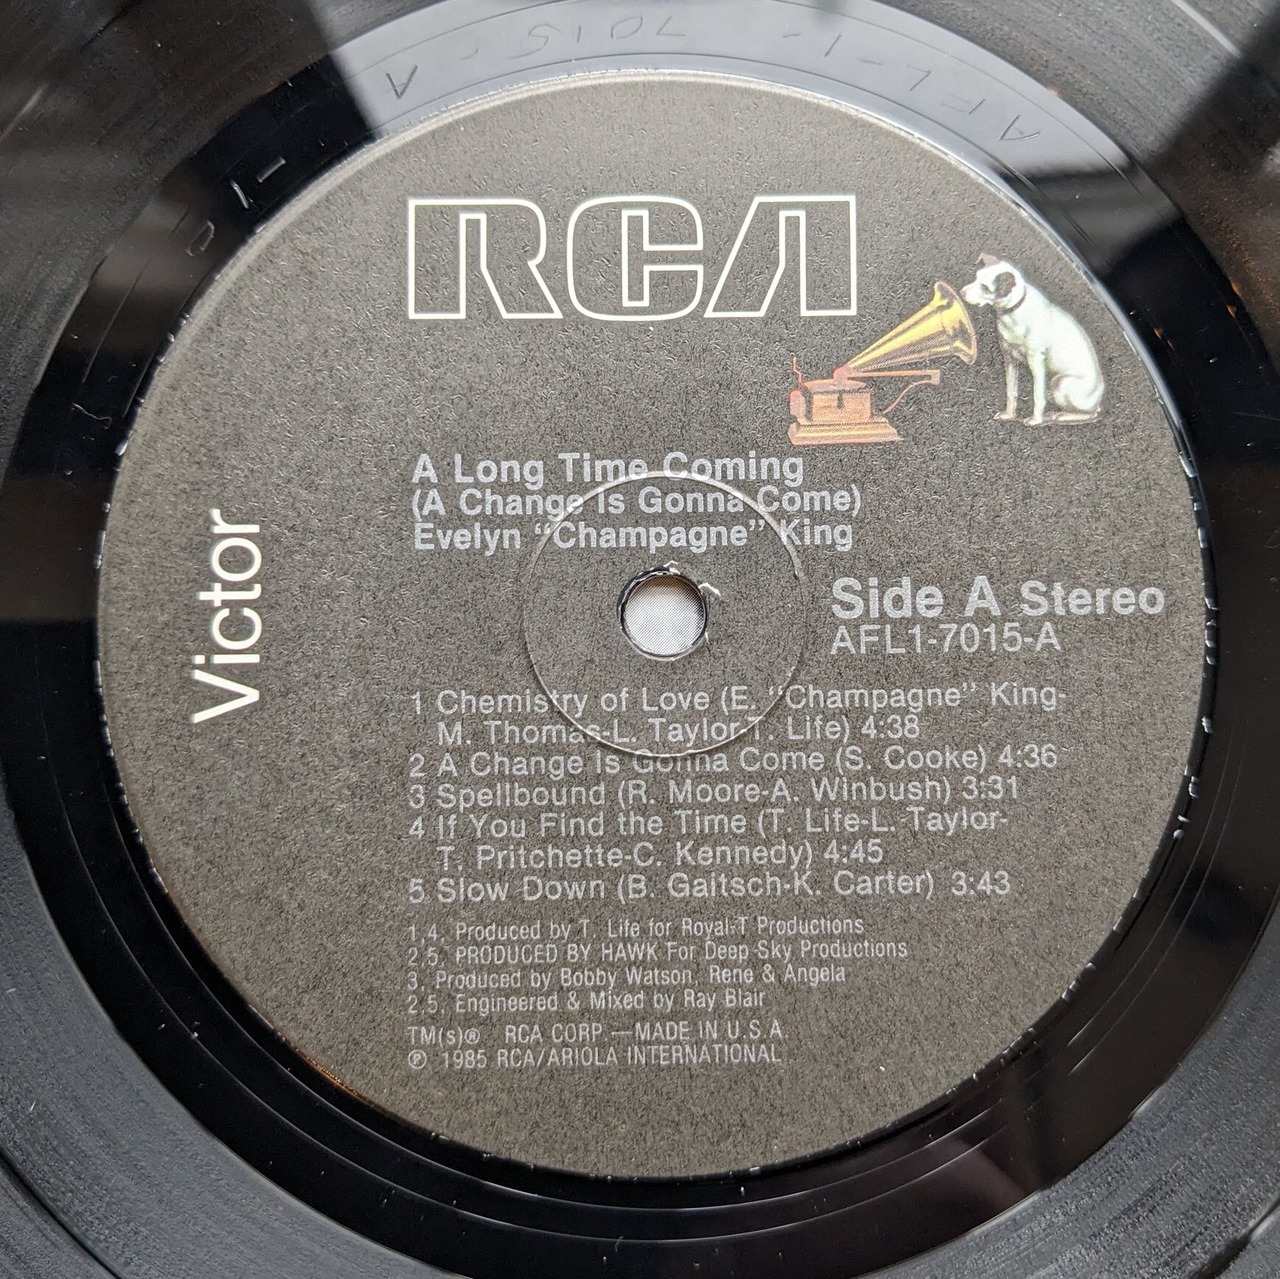 AFL-1-7015-A
RCA
Victor
A Long Time Coming
(A Change Is Gonna Come)
Evelyn “Champagne” King
Side A Stereo
AFL1-7015-A
1 Chemistry of Love (E. “Champagne” King-
M. Thomas-L. Taylor-T. Life) 4:38
2 A Change Is Gonna Come (S. Cooke) 4:36
3 Spellbound (R. Moore-A. Winbush) 3:31
4 If You Find the Time (T. Life-L. Taylor-
T. Pritchette-C. Kennedy) 4:45
5 Slow Down (B. Gaitsch-K. Carter) 3:43
1,4. Produced by T. Life for Royal-T Productions
2,5. PRODUCED BY HAWK For Deep Sky Productions
3. Produced by Bobby Watson, Rene & Angela
2,5. Engineered & Mixed by Ray Blair
TM(s)® RCA CORP.—MADE IN U.S.A.
℗ 1985 RCA/ARIOLA INTERNATIONAL